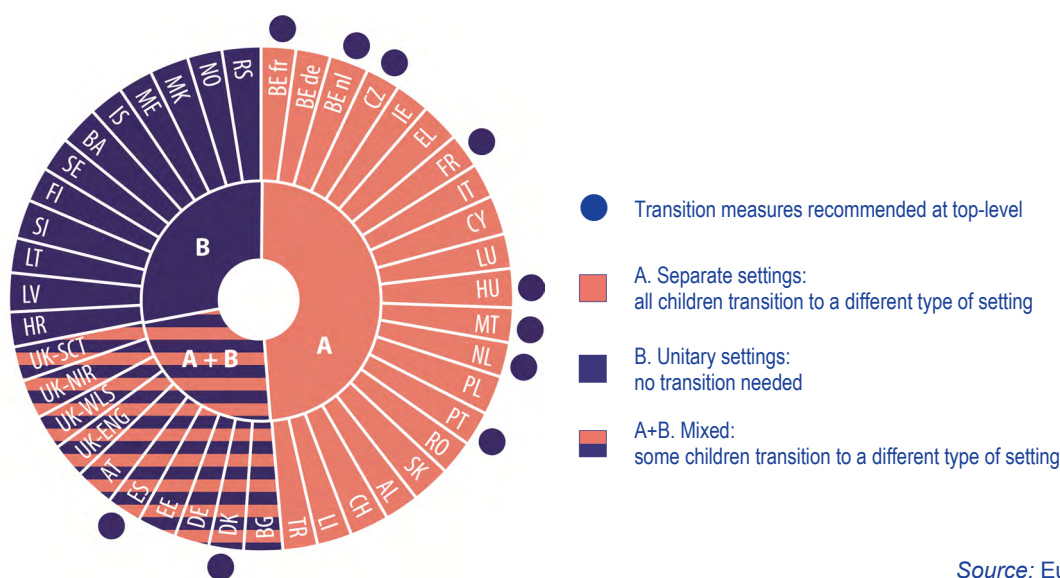 BE fr
BE de
BE nl
CZ
IE
EL
FR
IT
CY
LU
HU
MT
NL
PL
PT
RO
SK
AL
CH
LI
TR
BG
DK
DE
EE
ES
AT
UK-ENG
UK-WLS
UK-NIR
UK-SCT
HR
LV
LT
SI
FI
SE
BA
IS
ME
MK
NO
RS
B
A
A + B
Transition measures recommended at top-level
A. Separate settings:
all children transition to a different type of setting
B. Unitary settings:
no transition needed
A+B. Mixed:
some children transition to a different type of setting
Source: Eu